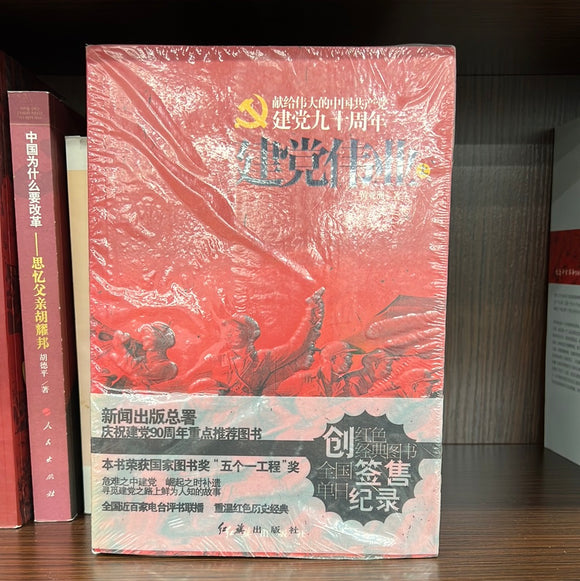 中国为什么要改革
——思忆父亲胡耀邦
胡德平/著
人民出版社
献给伟大的中国共产党
建党九十周年
建党伟业
新闻出版总署
庆祝建党90周年重点推荐图书
本书荣获国家图书奖“五个一工程”奖
危难之中建党 崛起之时补遗
寻觅建党之路上鲜为人知的故事
全国近百家电台评书联播 重温红色历史经典
红旗出版社
创红色
经典图书
全国签售
单日纪录